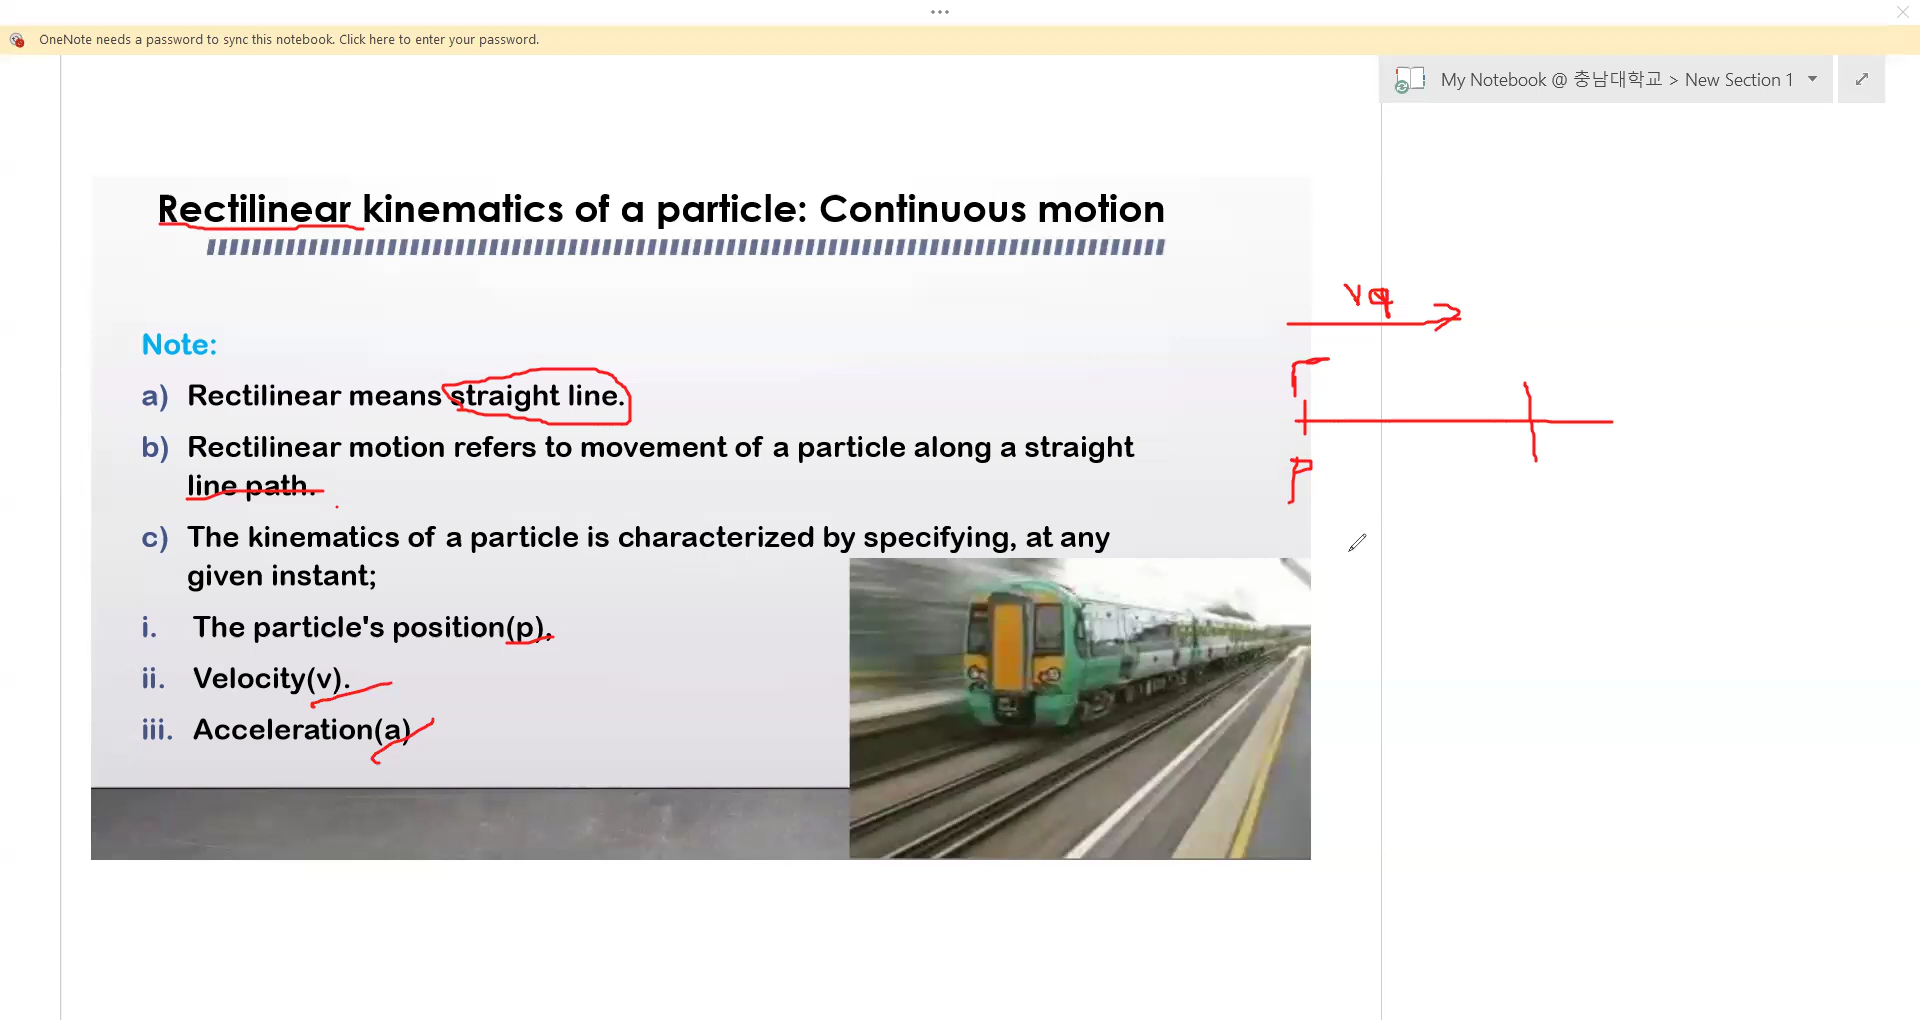 OneNote needs a password to sync this notebook. Click here to enter your password.
My Notebook @ 충남대학교 > New Section 1
Rectilinear kinematics of a particle: Continuous motion
Note:
a) Rectilinear means straight line.
b) Rectilinear motion refers to movement of a particle along a straight
line path.
c) The kinematics of a particle is characterized by specifying, at any
given instant;
i. The particle's position(p).
ii. Velocity(v).
iii. Acceleration(a)
P